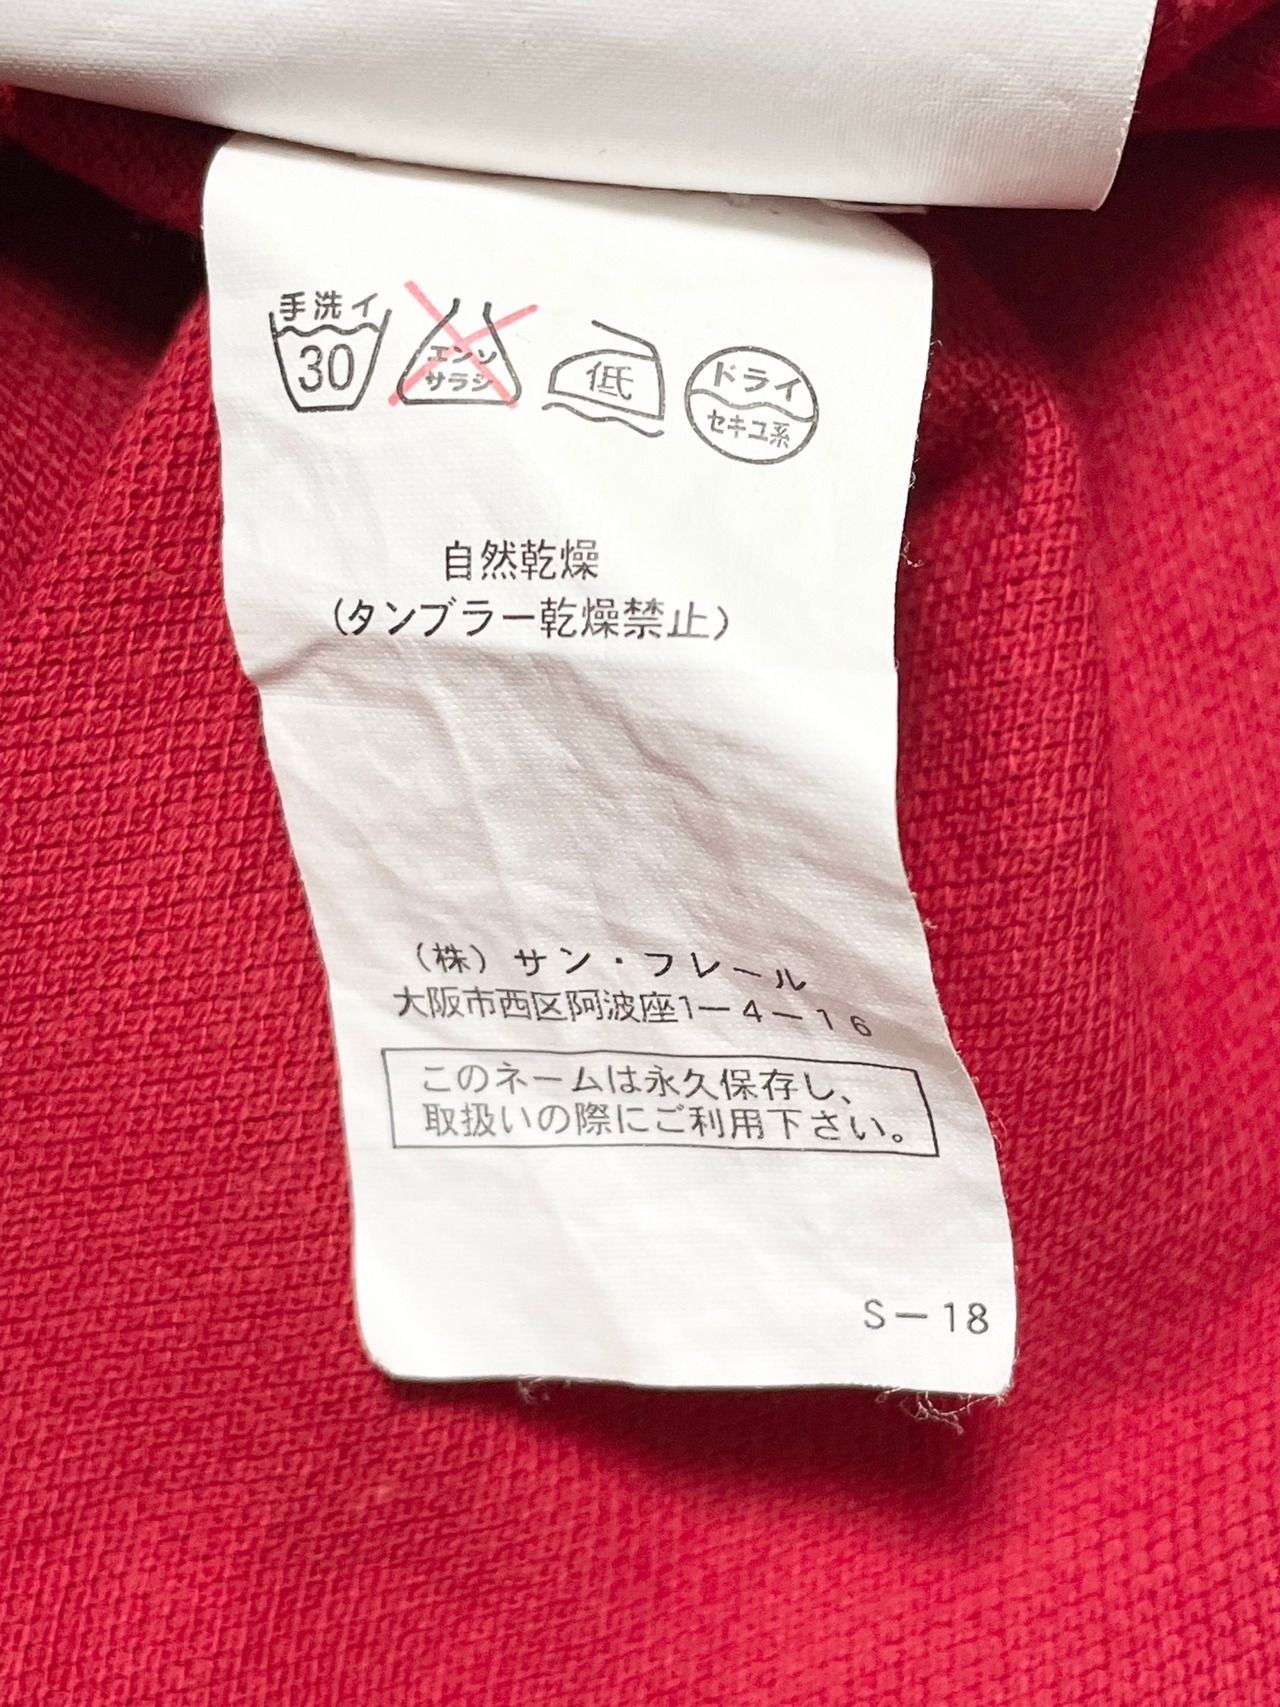 手洗イ
30
エンソ
サラシ
低
ドライ
セキユ系
自然乾燥
(タンブラー乾燥禁止)
(株)サン・フレール
大阪市西区阿波座1－4－16
このネームは永久保存し、
取扱いの際にご利用下さい。
S－18